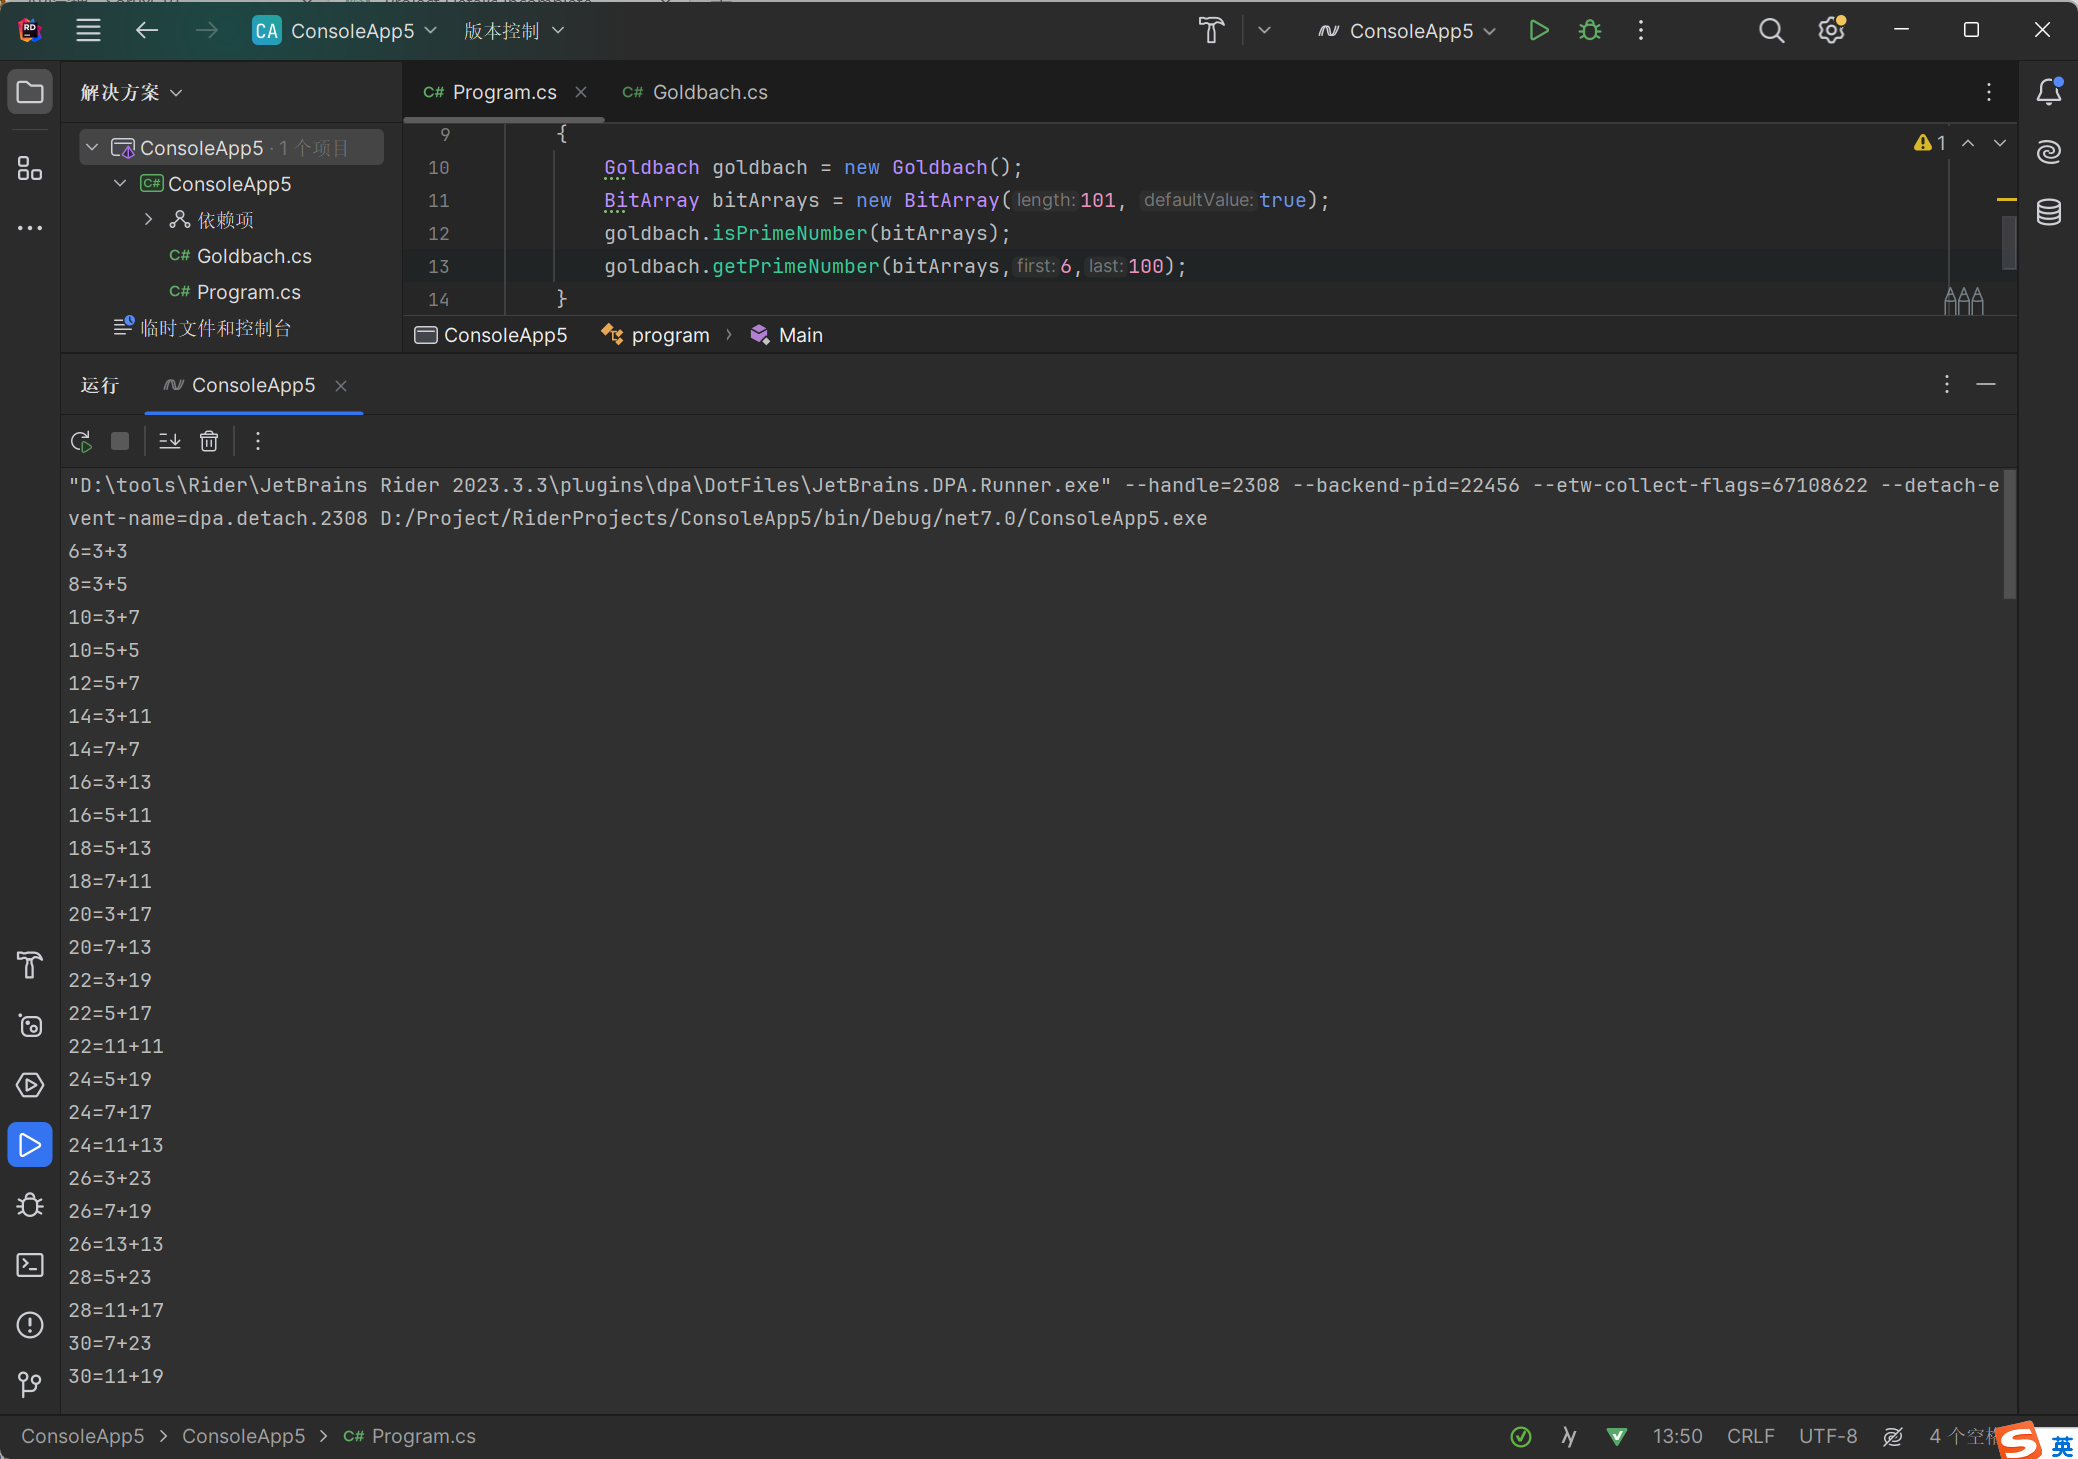 CA ConsoleApp5 版本控制 ConsoleApp5
解决方案
Program.cs
C# Goldbach.cs
ConsoleApp5 · 1 个项目
C# ConsoleApp5
依赖项
C# Goldbach.cs
C# Program.cs
临时文件和控制台
9 {
10 Goldbach goldbach = new Goldbach();
11 BitArray bitArrays = new BitArray( length: 101, defaultValue: true);
12 goldbach.isPrimeNumber(bitArrays);
13 goldbach.getPrimeNumber(bitArrays, first: 6, last: 100);
14 }
1
ConsoleApp5 program › Main
运行 ConsoleApp5
"D:\tools\Rider\JetBrains Rider 2023.3.3\plugins\dpa\DotFiles\JetBrains.DPA.Runner.exe" --handle=2308 --backend-pid=22456 --etw-collect-flags=67108622 --detach-e
vent-name=dpa.detach.2308 D:/Project/RiderProjects/ConsoleApp5/bin/Debug/net7.0/ConsoleApp5.exe
6=3+3
8=3+5
10=3+7
10=5+5
12=5+7
14=3+11
14=7+7
16=3+13
16=5+11
18=5+13
18=7+11
20=3+17
20=7+13
22=3+19
22=5+17
22=11+11
24=5+19
24=7+17
24=11+13
26=3+23
26=7+19
26=13+13
28=5+23
28=11+17
30=7+23
30=11+19
ConsoleApp5 > ConsoleApp5 > C# Program.cs 13:50 CRLF UTF-8 4 个空 英